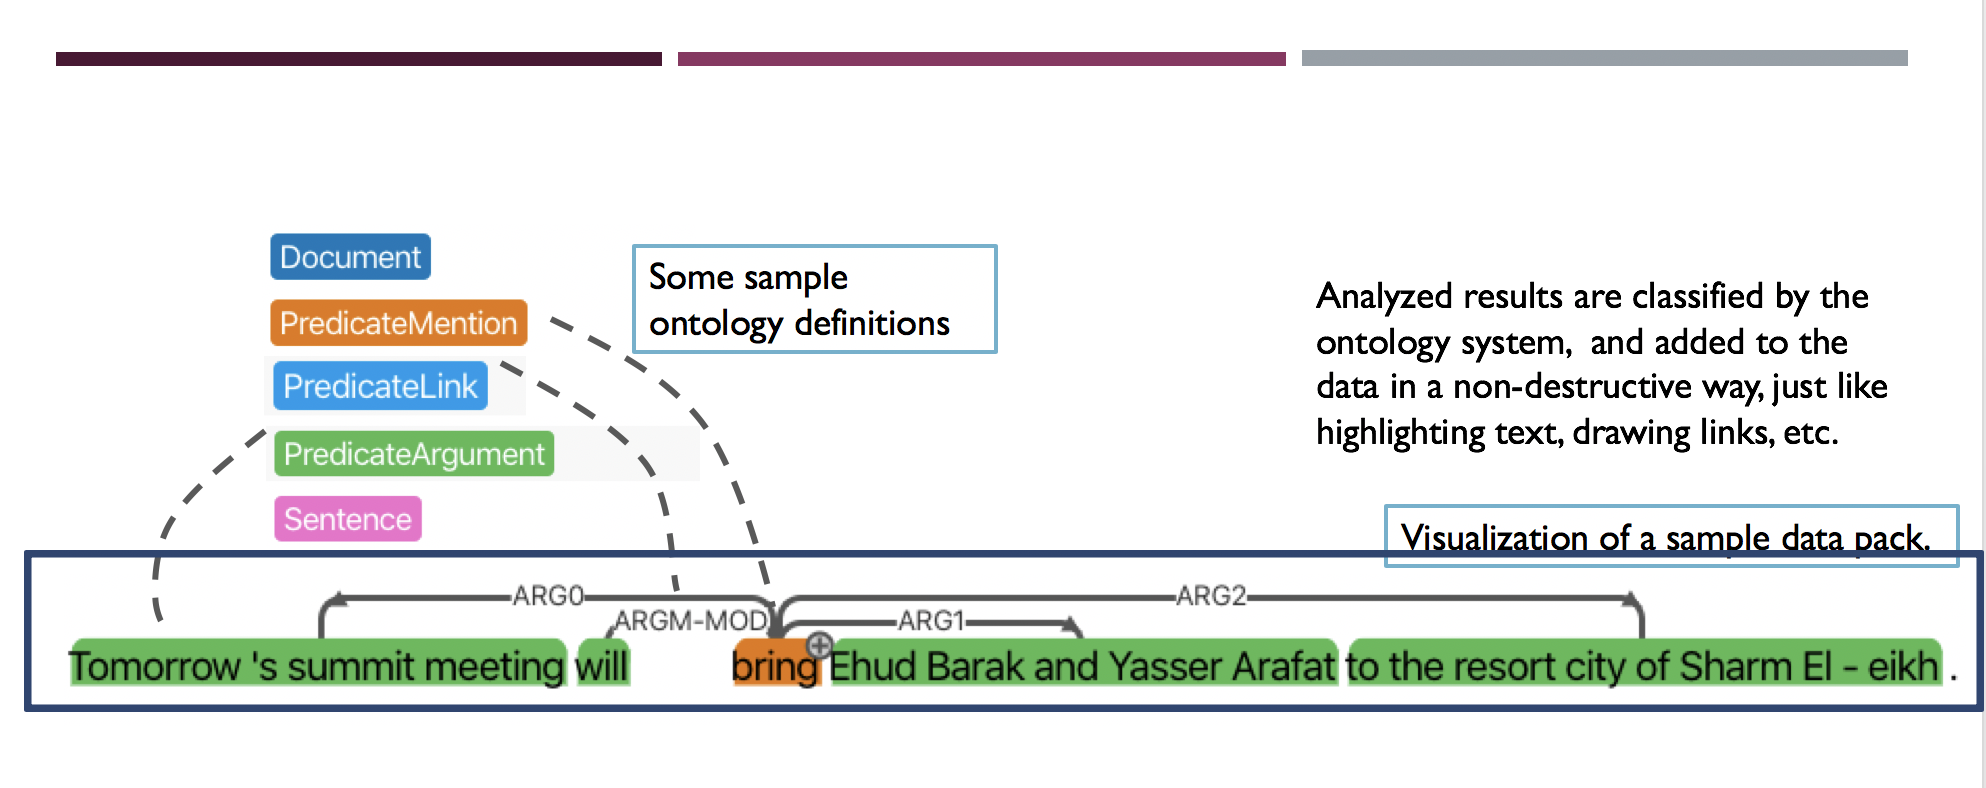 Document
PredicateMention
PredicateLink
PredicateArgument
Sentence
Some sample
ontology definitions
Analyzed results are classified by the
ontology system, and added to the
data in a non-destructive way, just like
highlighting text, drawing links, etc.
Visualization of a sample data pack.
ARG0
ARG2
ARGM-MOD
ARG1
Tomorrow 's summit meeting will bring Ehud Barak and Yasser Arafat to the resort city of Sharm El - eikh .